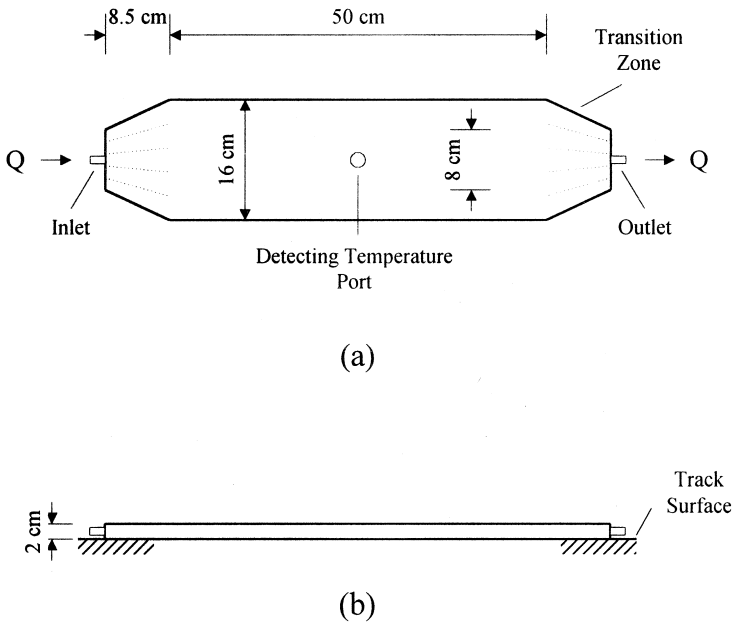 8.5 cm
50 cm
Transition
Zone
Q
16 cm
8 cm
Q
Inlet
Outlet
Detecting Temperature
Port
(a)
Track
Surface
2 cm
(b)